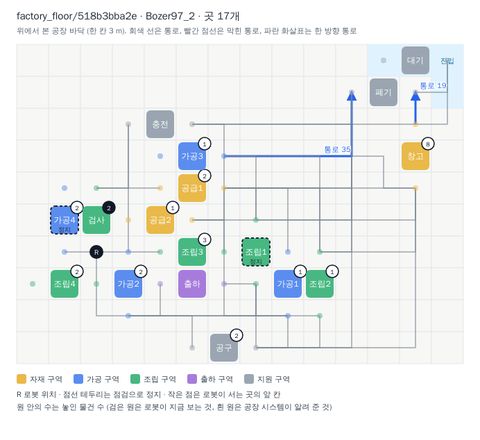 factory_floor/518b3bba2e · Bozer97_2 · 곳 17개
위에서 본 공장 바닥 (한 칸 3 m). 회색 선은 통로, 빨간 점선은 막힌 통로, 파란 화살표는 한 방향 통로
대기
진입
폐기
통로 19
충전
통로 35
가공3
1
창고
8
공급1
2
가공4
2
정지
검사
2
공급2
1
R
조립3
3
조립1
정지
조립4
2
가공2
2
출하
가공1
1
조립2
1
공구
2
자재 구역
가공 구역
조립 구역
출하 구역
지원 구역
R 로봇 위치 · 점선 테두리는 점검으로 정지 · 작은 점은 로봇이 서는 곳의 앞 칸
원 안의 수는 놓인 물건 수 (검은 원은 로봇이 지금 보는 것, 흰 원은 공장 시스템이 알려 준 것)